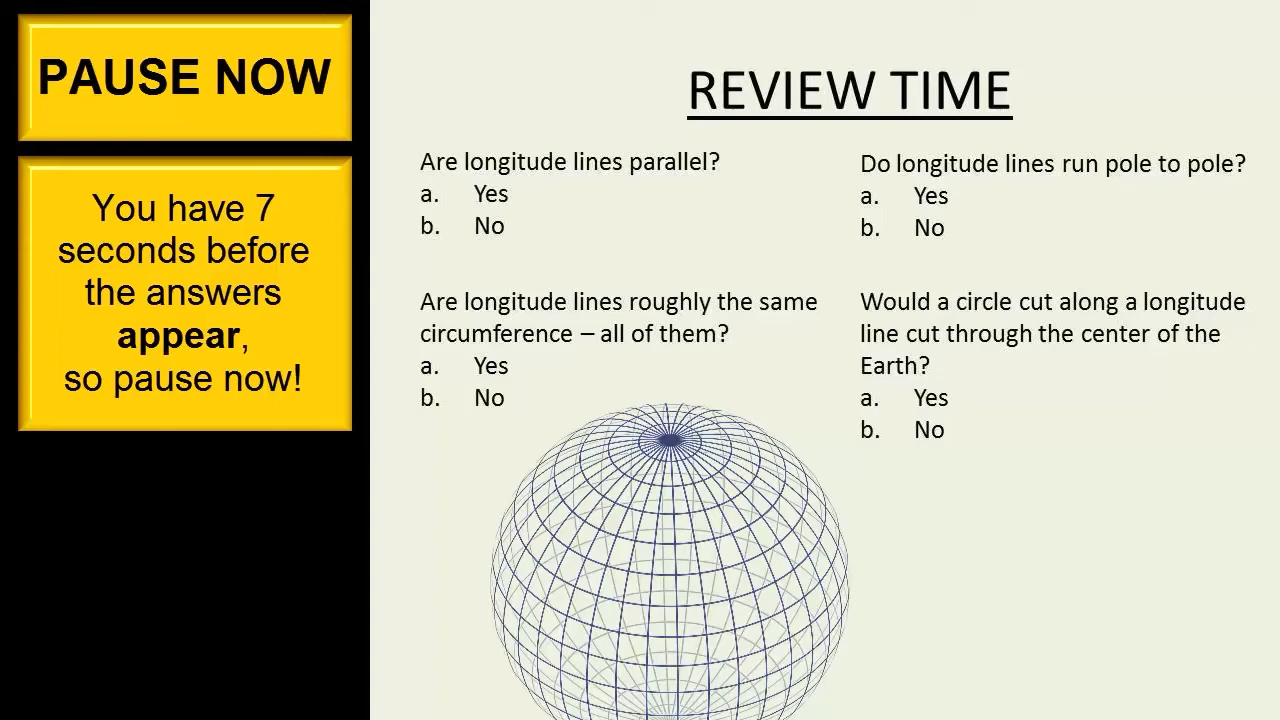 PAUSE NOW
You have 7
seconds before
the answers
appear,
so pause now!
REVIEW TIME
Are longitude lines parallel?
a. Yes
b. No
Do longitude lines run pole to pole?
a. Yes
b. No
Are longitude lines roughly the same
circumference – all of them?
a. Yes
b. No
Would a circle cut along a longitude
line cut through the center of the
Earth?
a. Yes
b. No